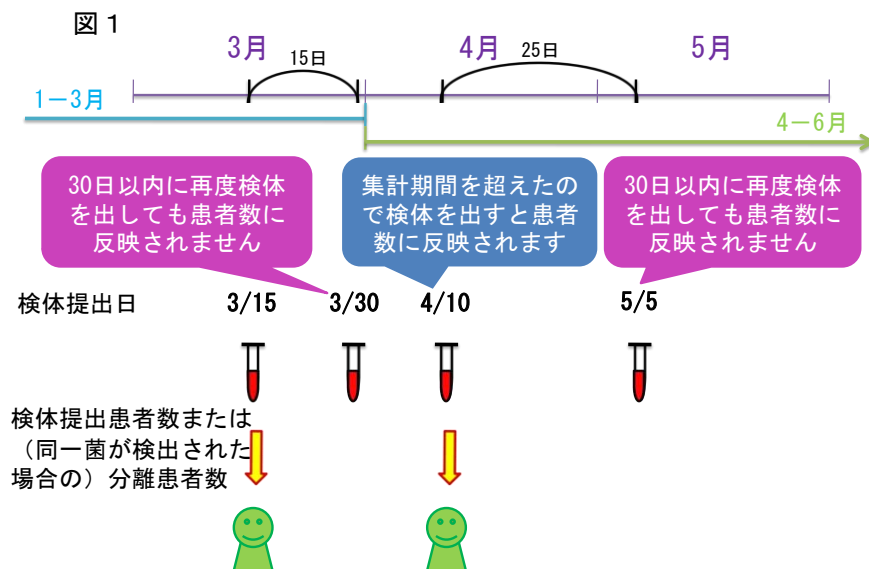 図１
3月
15日
4月
25日
5月
1－3月
4－6月
30日以内に再度検体
を出しても患者数に
反映されません
集計期間を超えたの
で検体を出すと患者
数に反映されます
30日以内に再度検体
を出しても患者数に
反映されません
検体提出日
3/15
3/30
4/10
5/5
検体提出患者数または
（同一菌が検出された
場合の）分離患者数